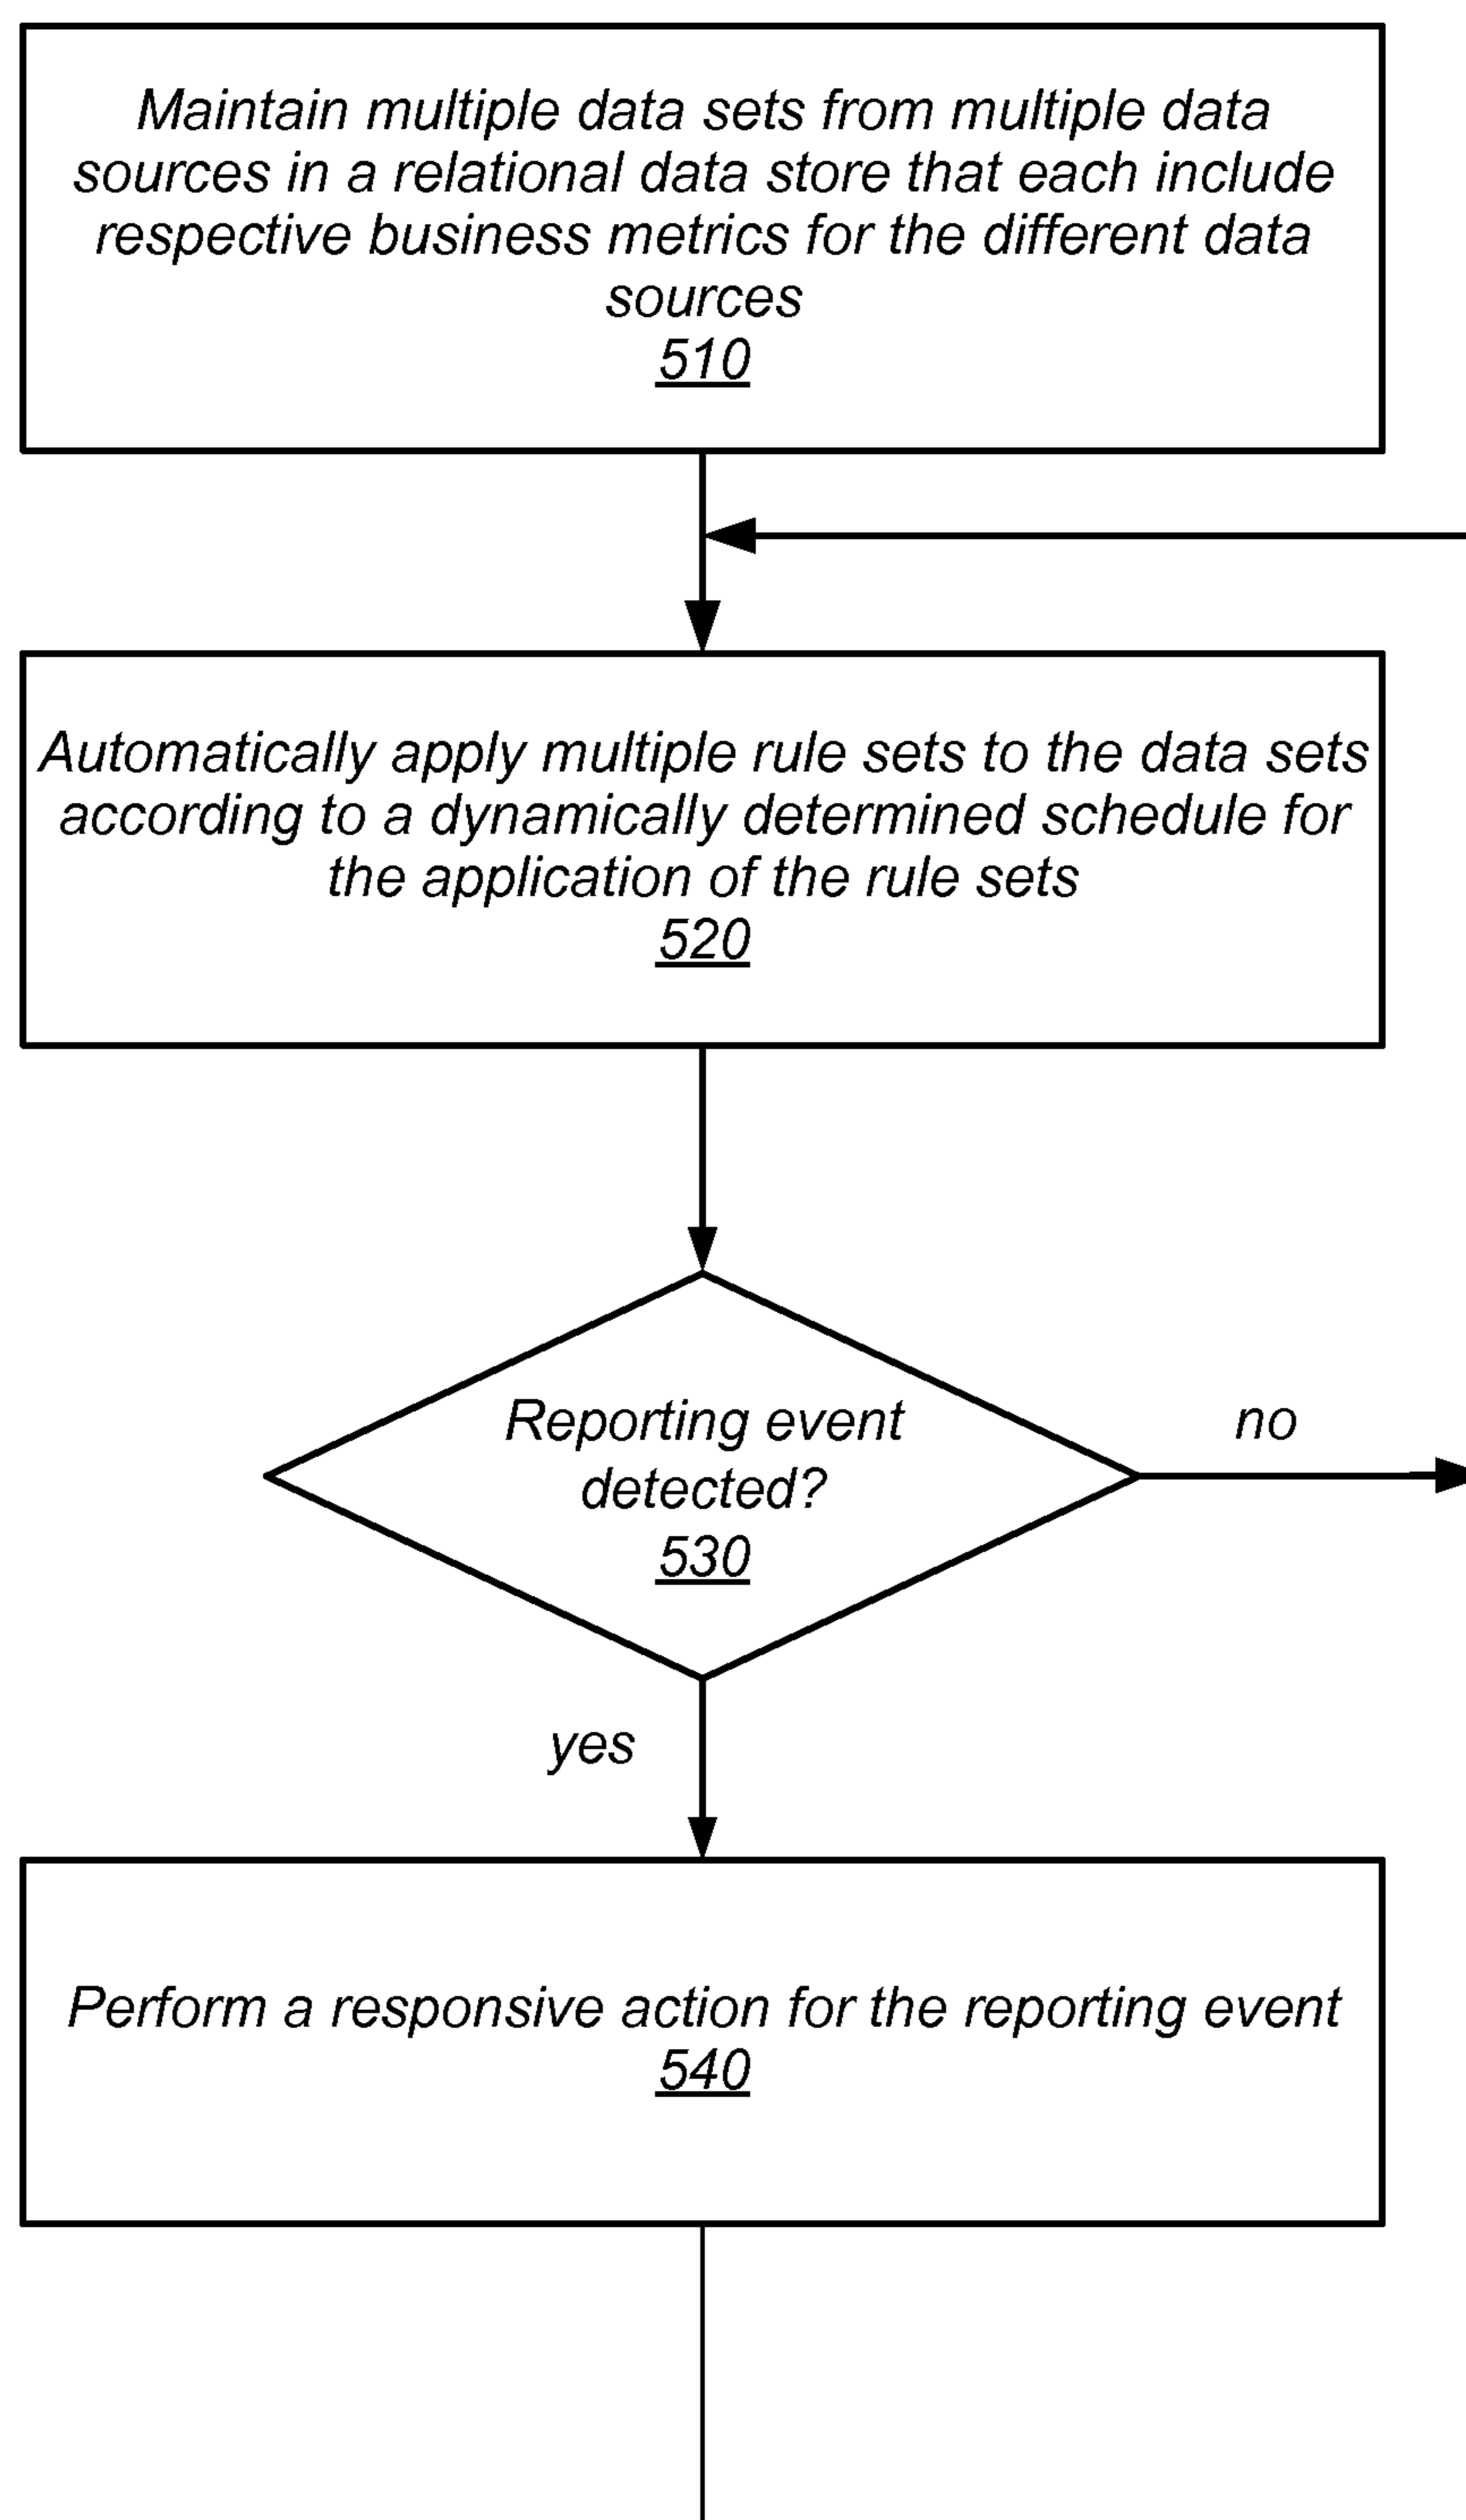 Maintain multiple data sets from multiple data
sources in a relational data store that each include
respective business metrics for the different data
sources
510
Automatically apply multiple rule sets to the data sets
according to a dynamically determined schedule for
the application of the rule sets
520
Reporting event
detected?
530
no
yes
Perform a responsive action for the reporting event
540